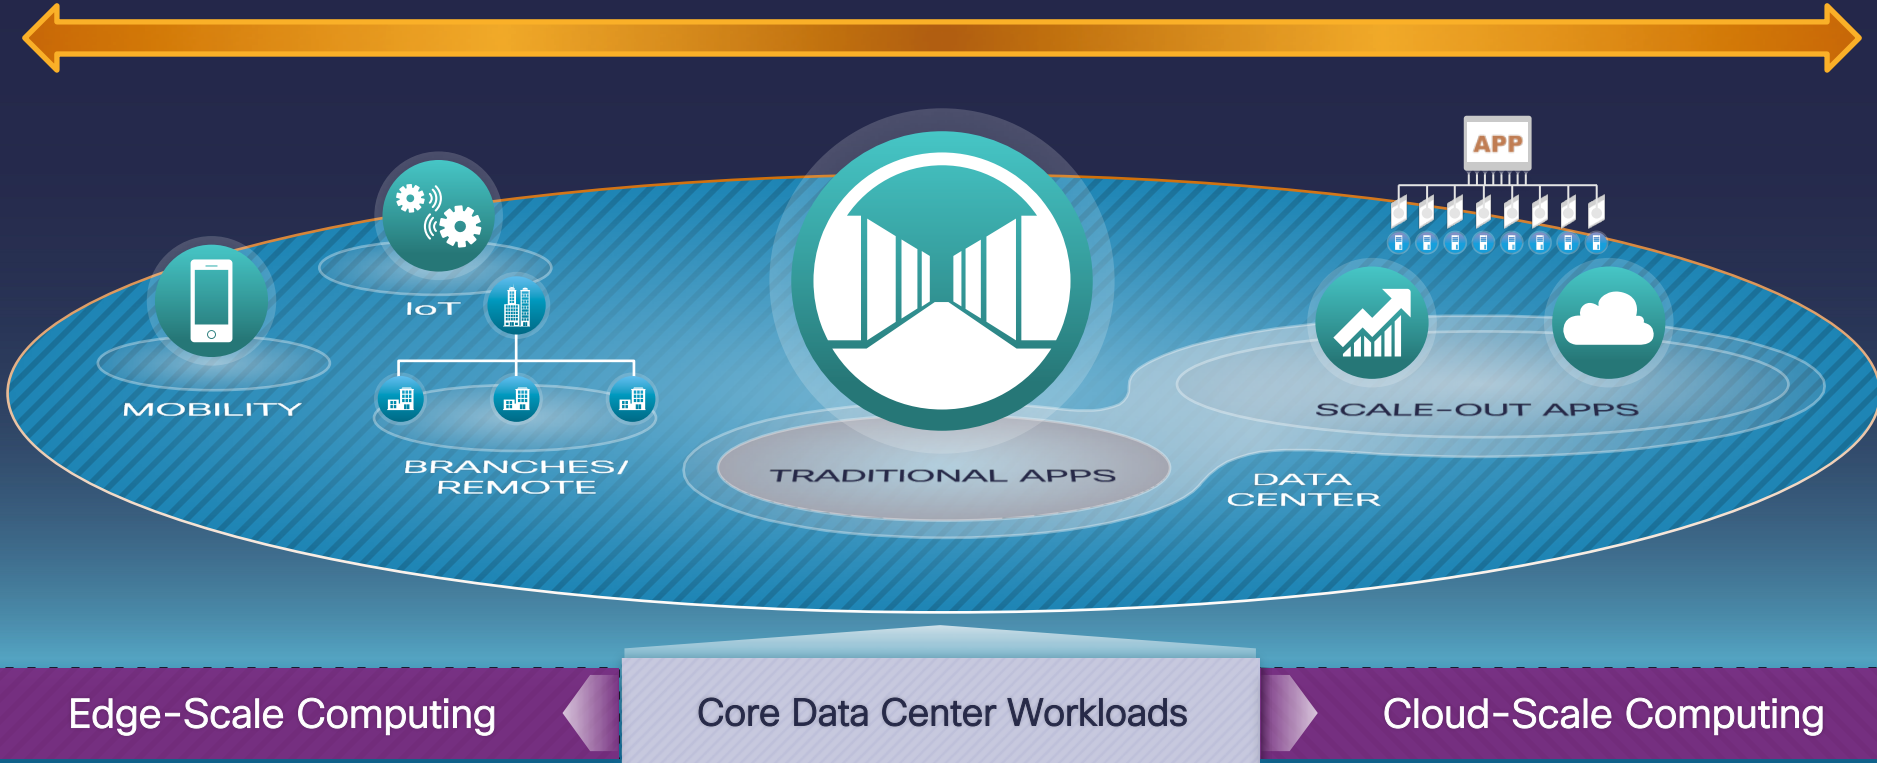 APP
IoT
MOBILITY
SCALE-OUT APPS
BRANCHES/
REMOTE
TRADITIONAL APPS
DATA
CENTER
Edge-Scale Computing
Core Data Center Workloads
Cloud-Scale Computing